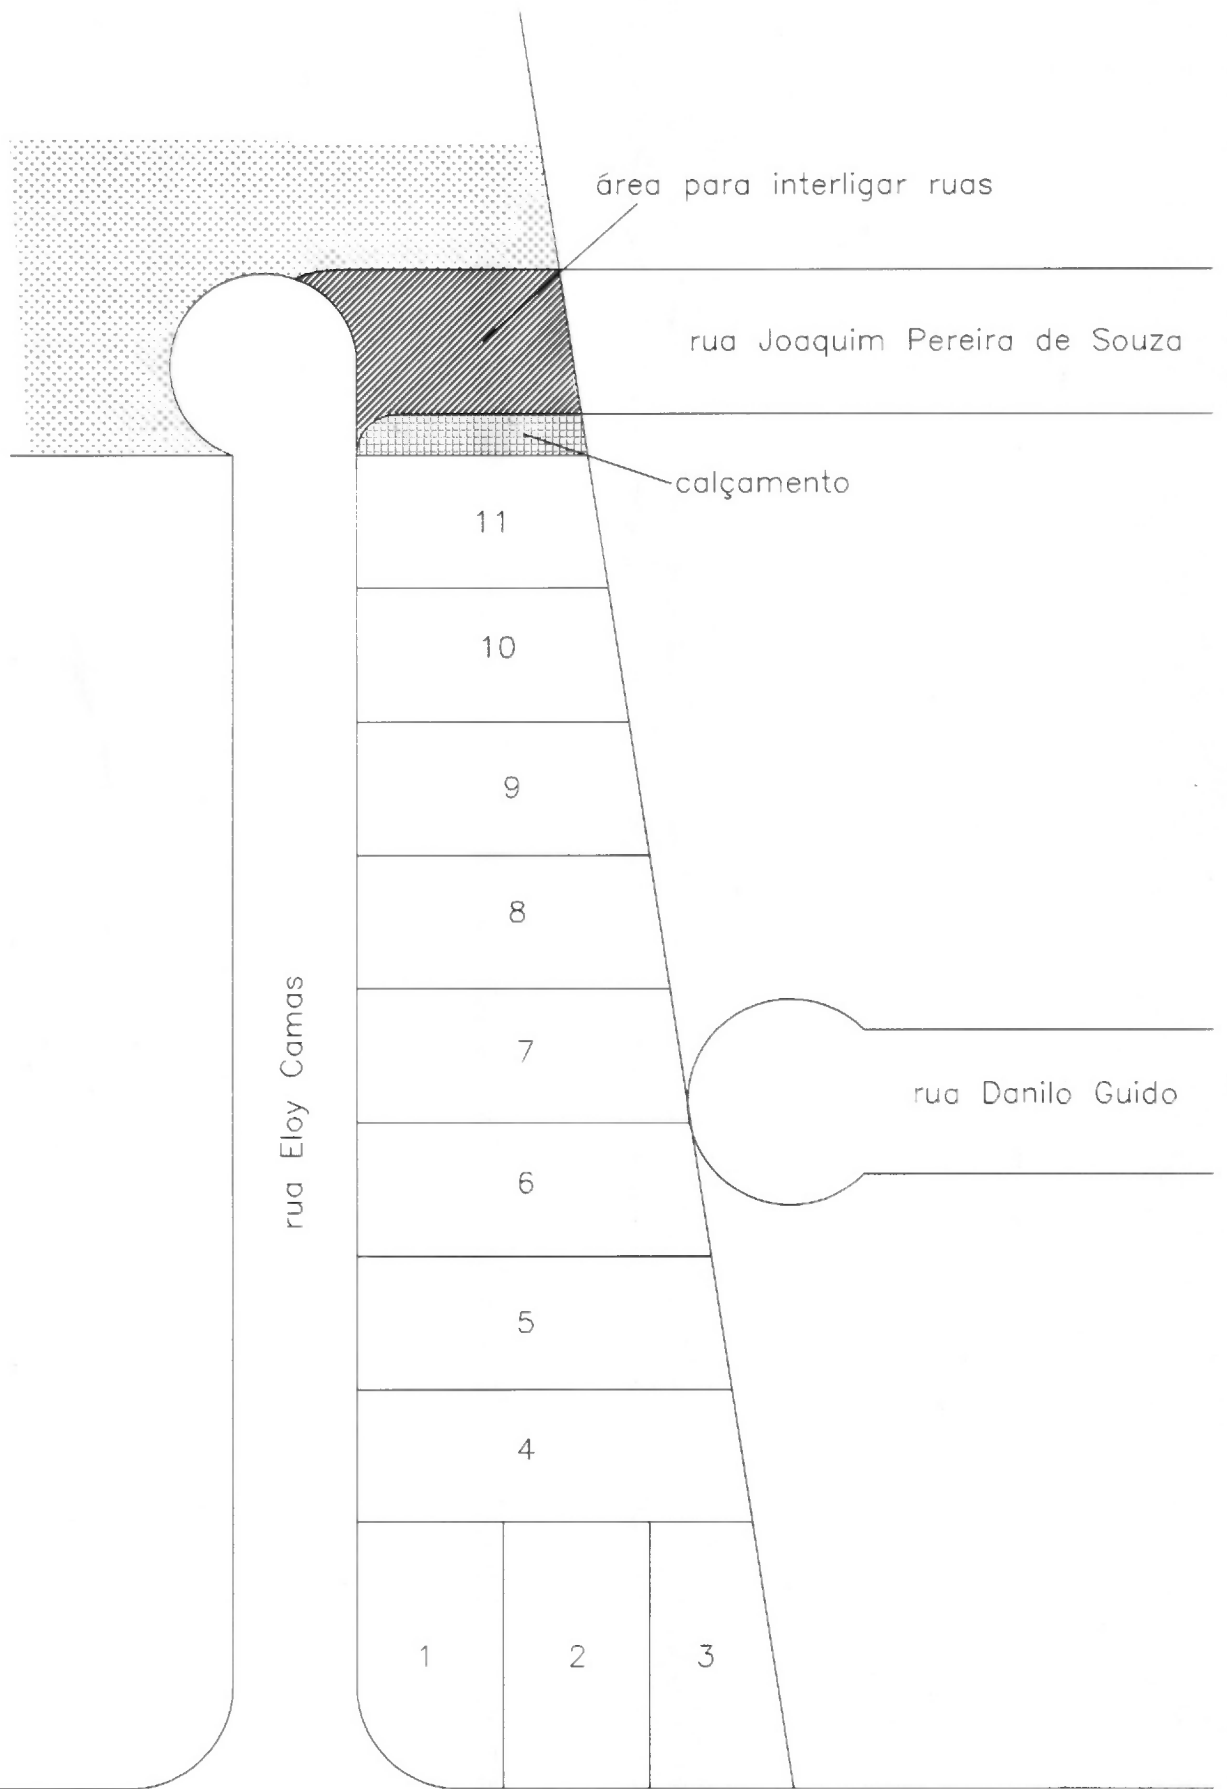 área para interligar ruas
rua Joaquim Pereira de Souza
calçamento
11
10
9
8
7
6
5
4
1 2 3
rua Eloy Camas
rua Danilo Guido